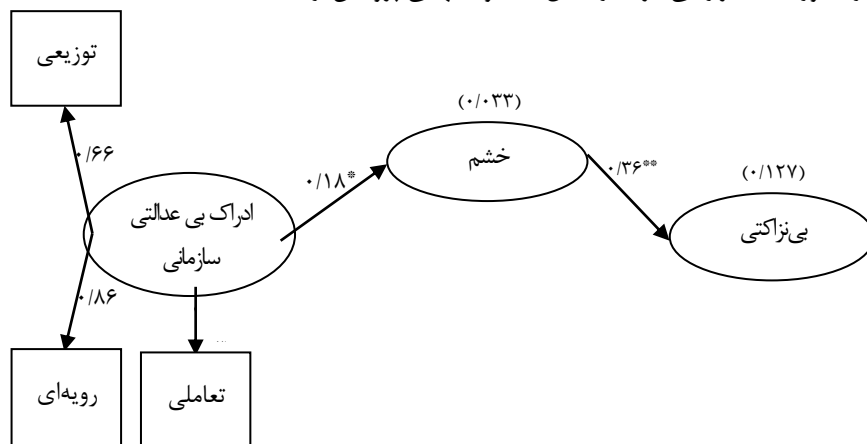 توزیعی
۰/۶۶
(۰/۰۳۳)
خشم
۰/۱۸*
۰/۳۶**
(۰/۱۲۷)
بی‌نزاکتی
ادراک بی عدالتی
سازمانی
۰/۸۶
رویه‌ای
تعاملی